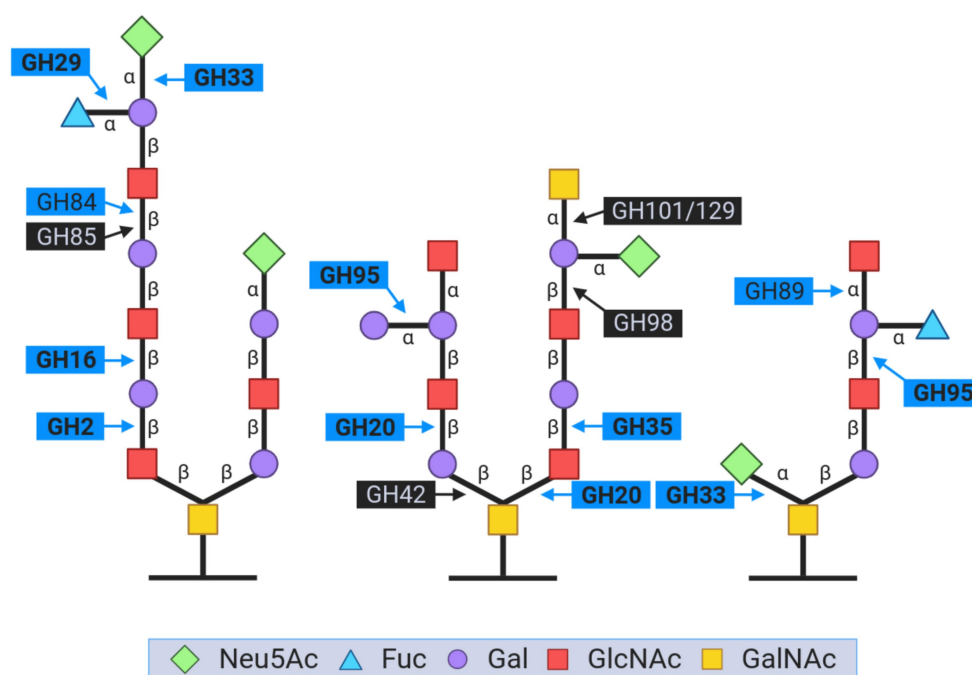 α
GH29
GH33
α
β
GH84
GH85
β
β
GH16
β
GH2
β
β
β
α
β
β
GH95
α
α
β
GH20
β
GH42
β
β
α
GH101/129
α
β
GH98
β
β
GH35
GH20
GH89
α
α
β
GH95
β
GH33
α
β
Neu5Ac Fuc Gal GlcNAc GalNAc